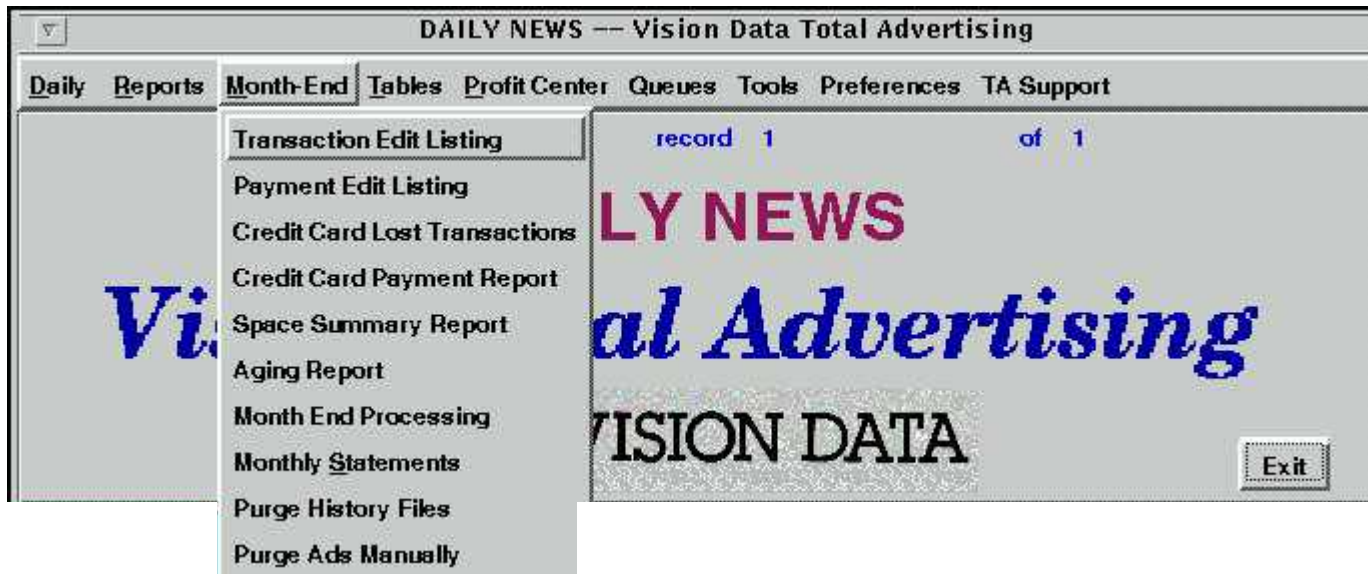 DAILY NEWS -- Vision Data Total Advertising
Daily Reports Month-End Tables Profit Center Queues Tools Preferences TA Support
Transaction Edit Listing
record 1 of 1
Payment Edit Listing
LY NEWS
Credit Card Lost Transactions
Credit Card Payment Report
Vis al Advertising
Space Summary Report
Aging Report
Month End Processing
VISION DATA
Monthly Statements
Exit
Purge History Files
Purge Ads Manually